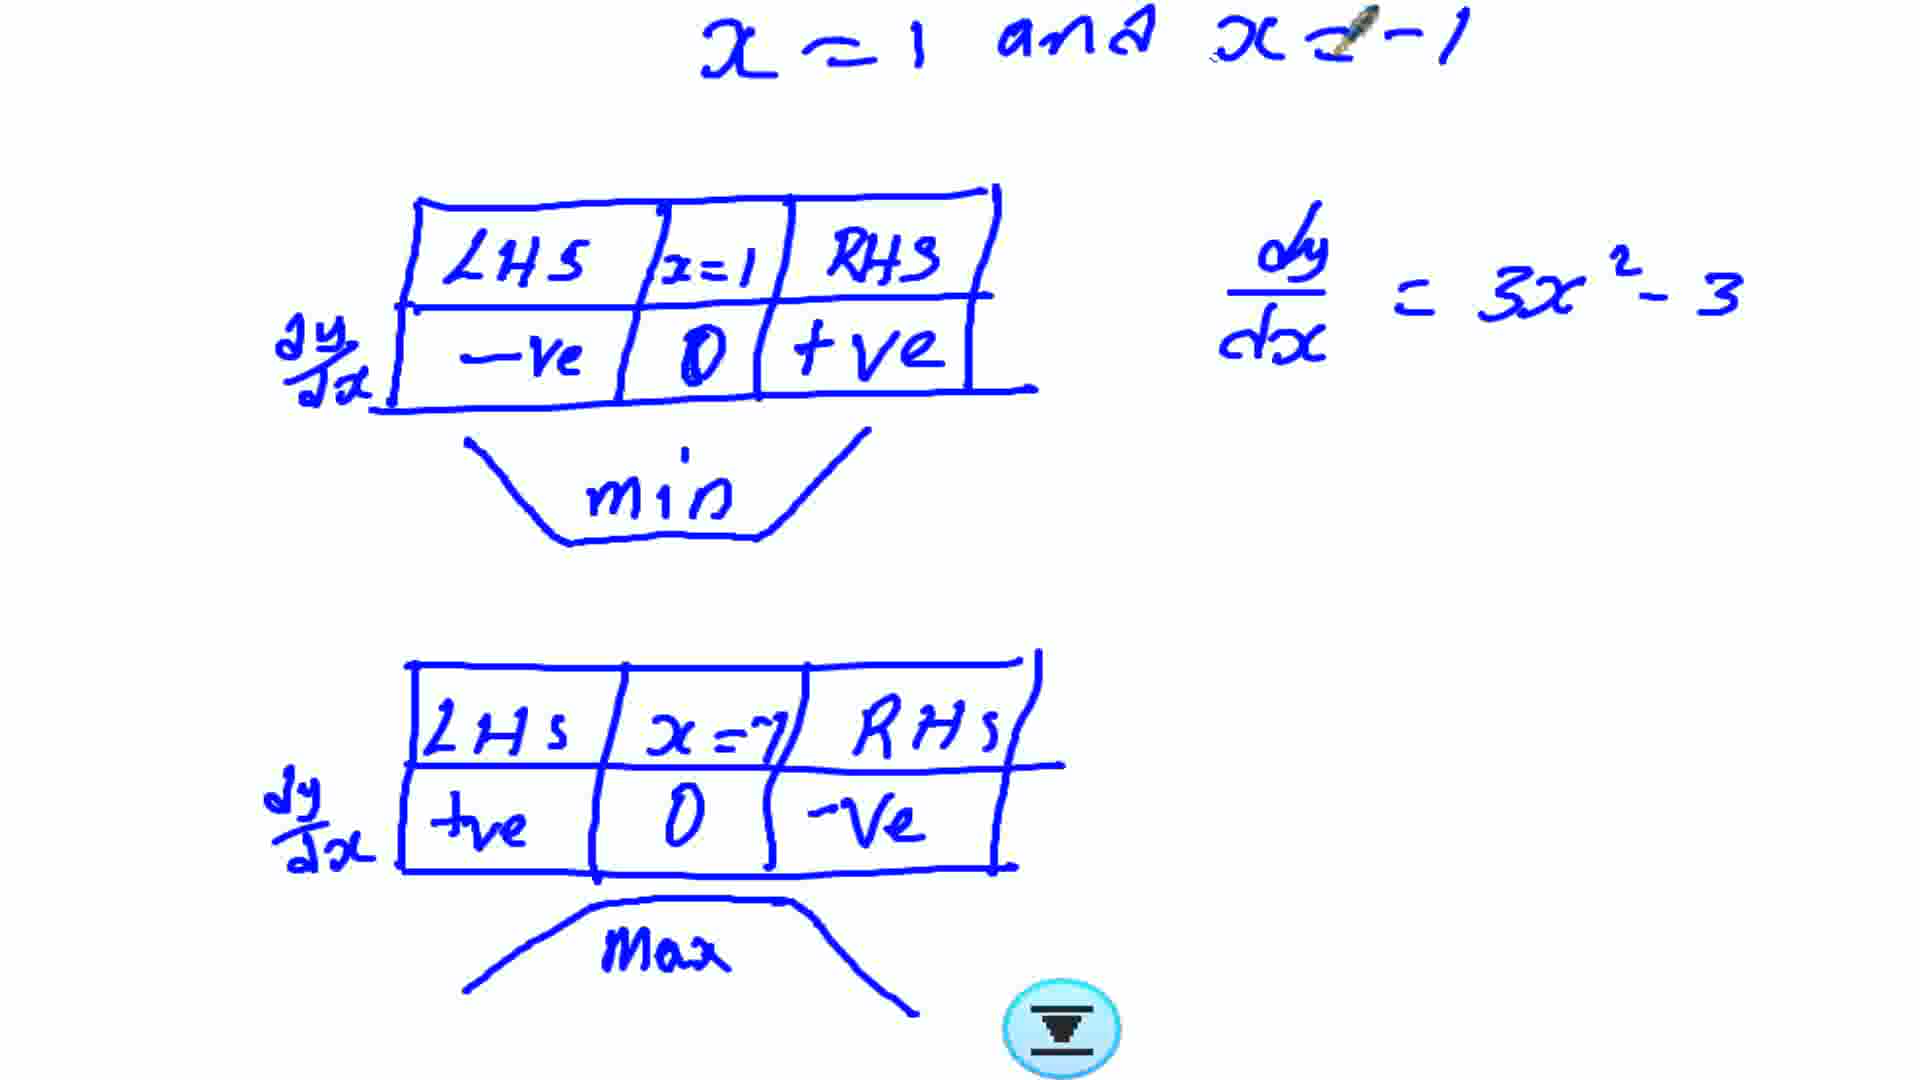 x = 1 and x = -1
LHS x=1 RHS
dy/dx -ve 0 +ve
dy/dx = 3x² - 3
min
LHS x=-1 RHS
dy/dx +ve 0 -ve
Max